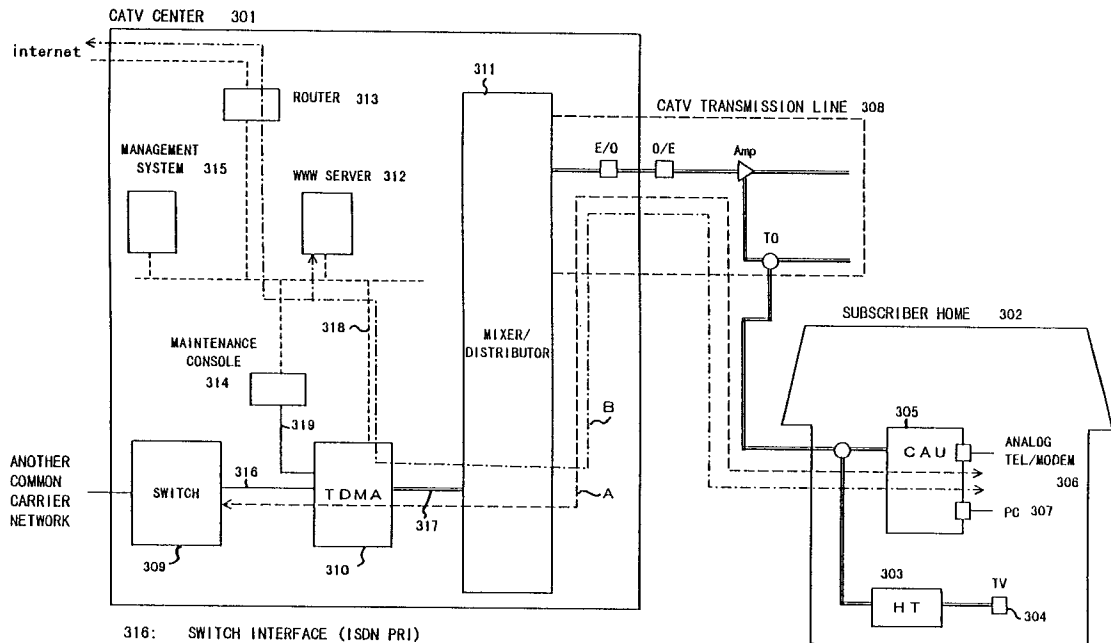 CATV CENTER 301
internet
ROUTER 313
311
CATV TRANSMISSION LINE 308
MANAGEMENT
SYSTEM 315
WWW SERVER 312
E/O
O/E
Amp
TO
318
MIXER/
DISTRIBUTOR
SUBSCRIBER HOME 302
MAINTENANCE
CONSOLE
314
319
B
305
CAU
ANALOG
TEL/MODEM
306
ANOTHER
COMMON
CARRIER
NETWORK
SWITCH
316
TDMA
317
A
PC 307
309
310
303
HT
TV
304
316: SWITCH INTERFACE (ISDN PRI)